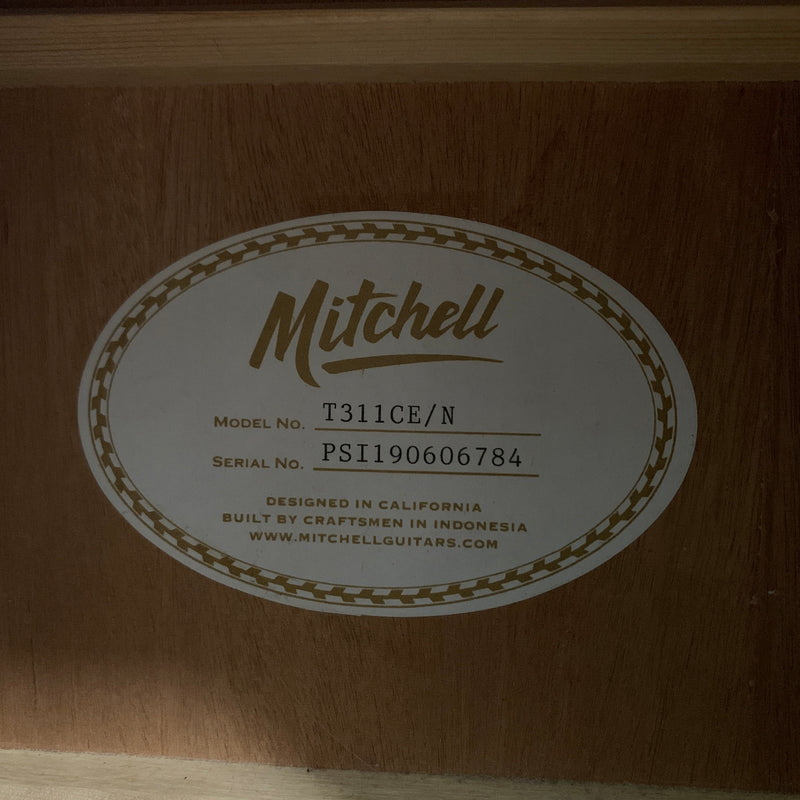 Mitchell
MODEL NO. T311CE/N
SERIAL NO. PSI190606784
DESIGNED IN CALIFORNIA
BUILT BY CRAFTSMEN IN INDONESIA
WWW.MITCHELLGUITARS.COM